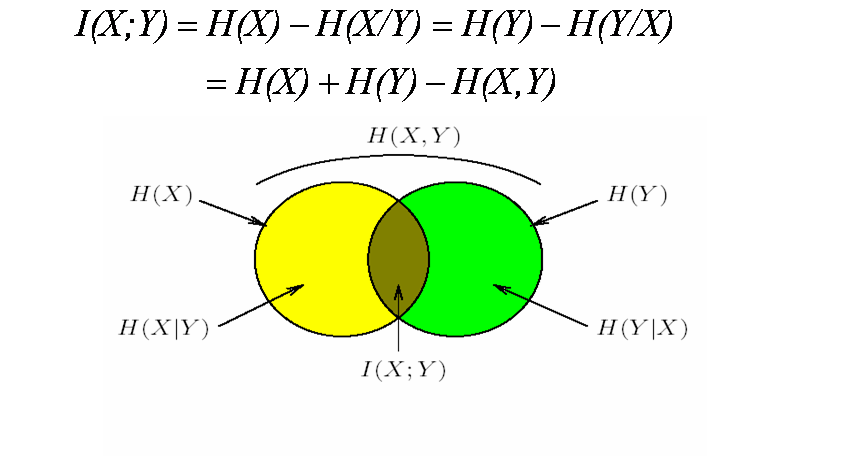 I(X;Y) = H(X) − H(X/Y) = H(Y) − H(Y/X)
= H(X) + H(Y) − H(X,Y)
H(X,Y)
H(X)
H(Y)
H(X|Y)
H(Y|X)
I(X;Y)